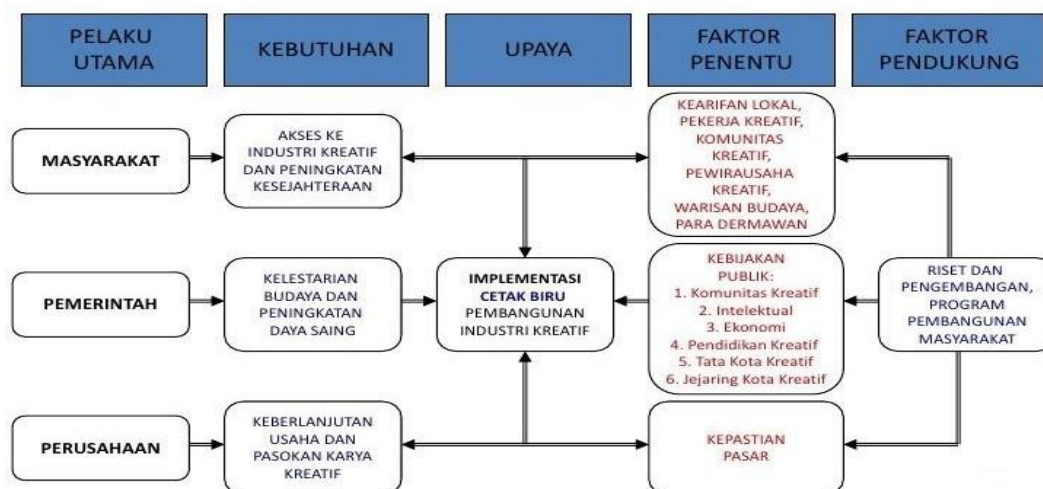 PELAKU
UTAMA
KEBUTUHAN
UPAYA
FAKTOR
PENENTU
FAKTOR
PENDUKUNG
MASYARAKAT
AKSES KE
INDUSTRI KREATIF
DAN PENINGKATAN
KESEJAHTERAAN
KEARIFAN LOKAL,
PEKERJA KREATIF,
KOMUNITAS
KREATIF,
PEWIRAUSAHA
KREATIF,
WARISAN BUDAYA,
PARA DERMAWAN
PEMERINTAH
KELESTARIAN
BUDAYA DAN
PENINGKATAN
DAYA SAING
IMPLEMENTASI
CETAK BIRU
PEMBANGUNAN
INDUSTRI KREATIF
KEBIJAKAN
PUBLIK:
1. Komunitas Kreatif
2. Intelektual
3. Ekonomi
4. Pendidikan Kreatif
5. Tata Kota Kreatif
6. Jejaring Kota Kreatif
RISET DAN
PENGEMBANGAN,
PROGRAM
PEMBANGUNAN
MASYARAKAT
PERUSAHAAN
KEBERLANJUTAN
USAHA DAN
PASOKAN KARYA
KREATIF
KEPASTIAN
PASAR